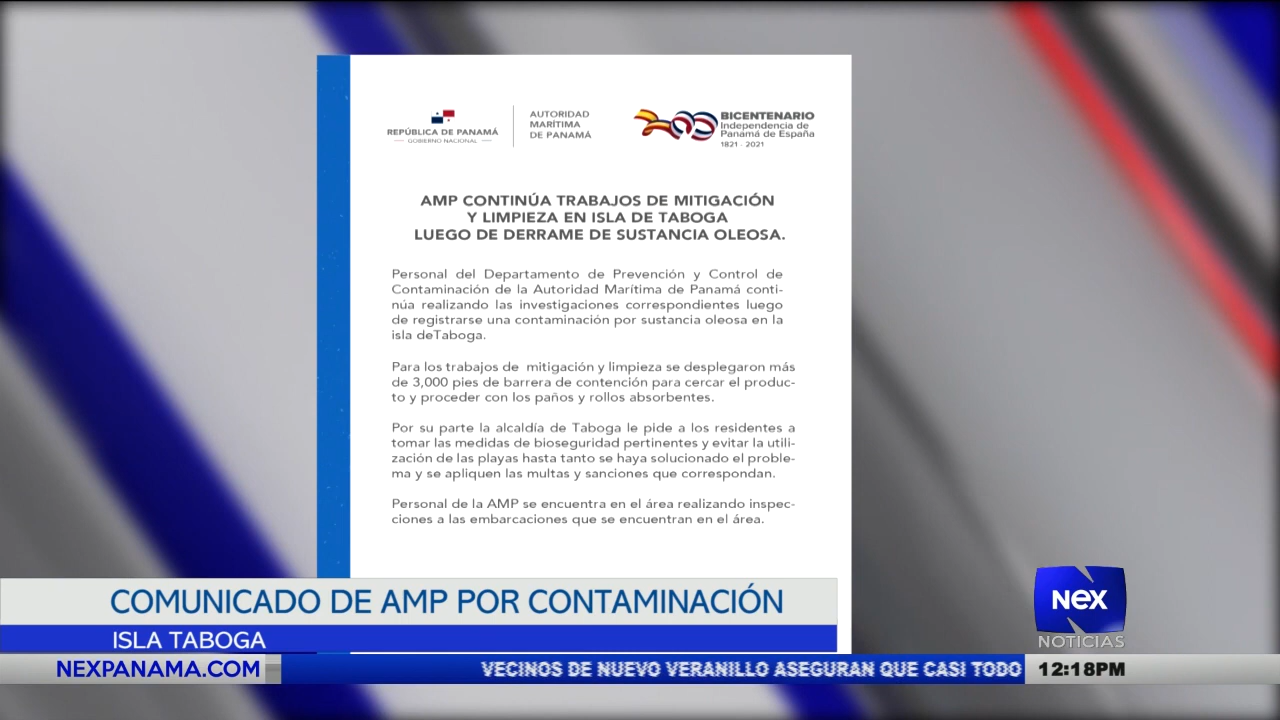 REPÚBLICA DE PANAMÁ
GOBIERNO NACIONAL
AUTORIDAD
MARÍTIMA
DE PANAMÁ
BICENTENARIO
Independencia de
Panamá de España
1821 - 2021
AMP CONTINÚA TRABAJOS DE MITIGACIÓN
Y LIMPIEZA EN ISLA DE TABOGA
LUEGO DE DERRAME DE SUSTANCIA OLEOSA.
Personal del Departamento de Prevención y Control de
Contaminación de la Autoridad Marítima de Panamá conti-
núa realizando las investigaciones correspondientes luego
de registrarse una contaminación por sustancia oleosa en la
isla deTaboga.
Para los trabajos de mitigación y limpieza se desplegaron más
de 3,000 pies de barrera de contención para cercar el produc-
to y proceder con los paños y rollos absorbentes.
Por su parte la alcaldía de Taboga le pide a los residentes a
tomar las medidas de bioseguridad pertinentes y evitar la utili-
zación de las playas hasta tanto se haya solucionado el proble-
ma y se apliquen las multas y sanciones que correspondan.
Personal de la AMP se encuentra en el área realizando inspec-
ciones a las embarcaciones que se encuentran en el área.
COMUNICADO DE AMP POR CONTAMINACIÓN
ISLA TABOGA
NEX
NOTICIAS
NEXPANAMA.COM
VECINOS DE NUEVO VERANILLO ASEGURAN QUE CASI TODO
12:18PM